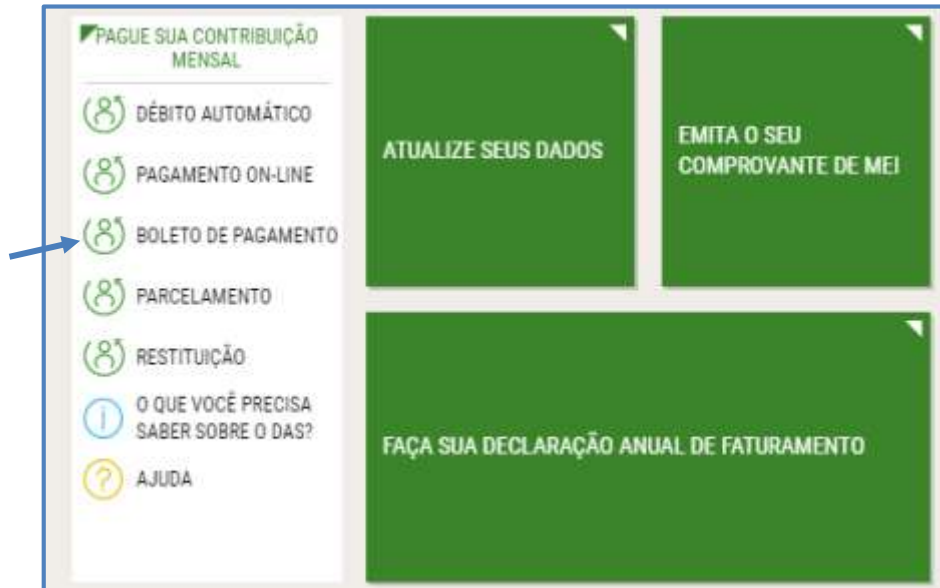 PAGUE SUA CONTRIBUIÇÃO
MENSAL
DÉBITO AUTOMÁTICO
PAGAMENTO ON-LINE
BOLETO DE PAGAMENTO
PARCELAMENTO
RESTITUIÇÃO
O QUE VOCÊ PRECISA
SABER SOBRE O DAS?
AJUDA
ATUALIZE SEUS DADOS
EMITA O SEU
COMPROVANTE DE MEI
FAÇA SUA DECLARAÇÃO ANUAL DE FATURAMENTO